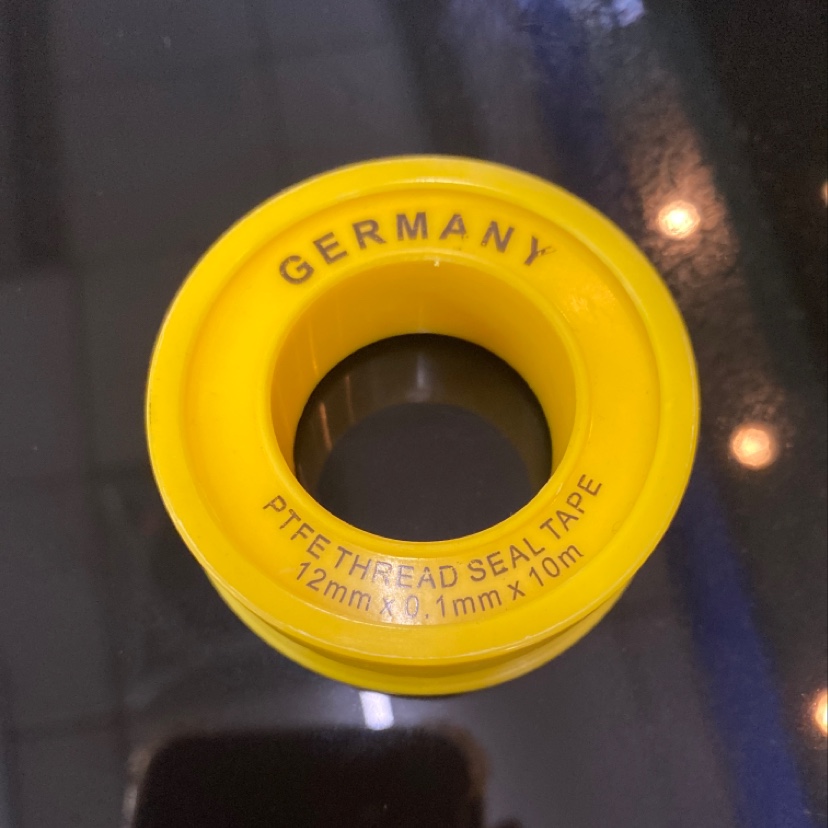 GERMANY
PTFE THREAD SEAL TAPE
12mm x 0.1mm x 10m